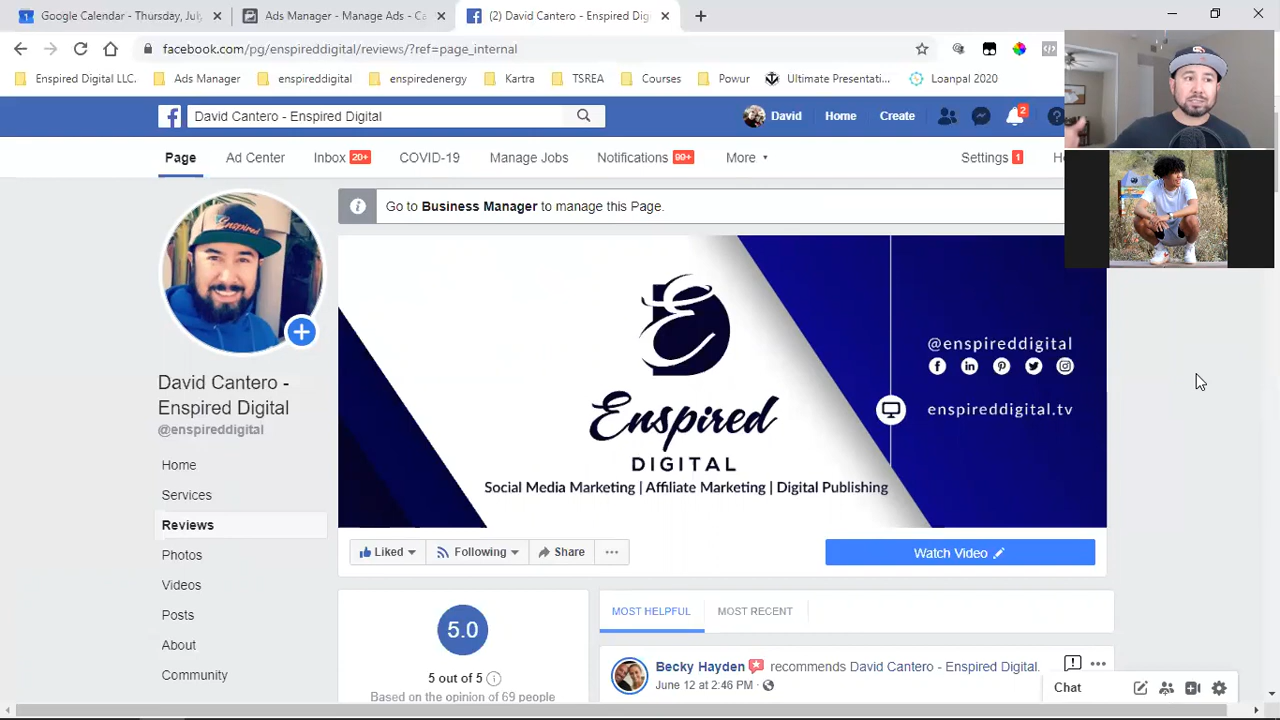 Google Calendar - Thursday, July
Ads Manager - Manage Ads - Ca
(2) David Cantero - Enspired Dig
facebook.com/pg/enspireddigital/reviews/?ref=page_internal
Enspired Digital LLC.
Ads Manager
enspireddigital
enspiredenergy
Kartra
TSREA
Courses
Powur
Ultimate Presentati...
Loanpal 2020
David Cantero - Enspired Digital
David
Home
Create
2
Page
Ad Center
Inbox 20+
COVID-19
Manage Jobs
Notifications 99+
More
Settings 1
He
Go to Business Manager to manage this Page.
Enspired
DIGITAL
Social Media Marketing | Affiliate Marketing | Digital Publishing
@enspireddigital
enspireddigital.tv
David Cantero -
Enspired Digital
@enspireddigital
Home
Services
Reviews
Photos
Videos
Posts
About
Community
Liked
Following
Share
Watch Video
5.0
5 out of 5
Based on the opinion of 69 people
MOST HELPFUL
MOST RECENT
Becky Hayden recommends David Cantero - Enspired Digital.
June 12 at 2:46 PM
Chat